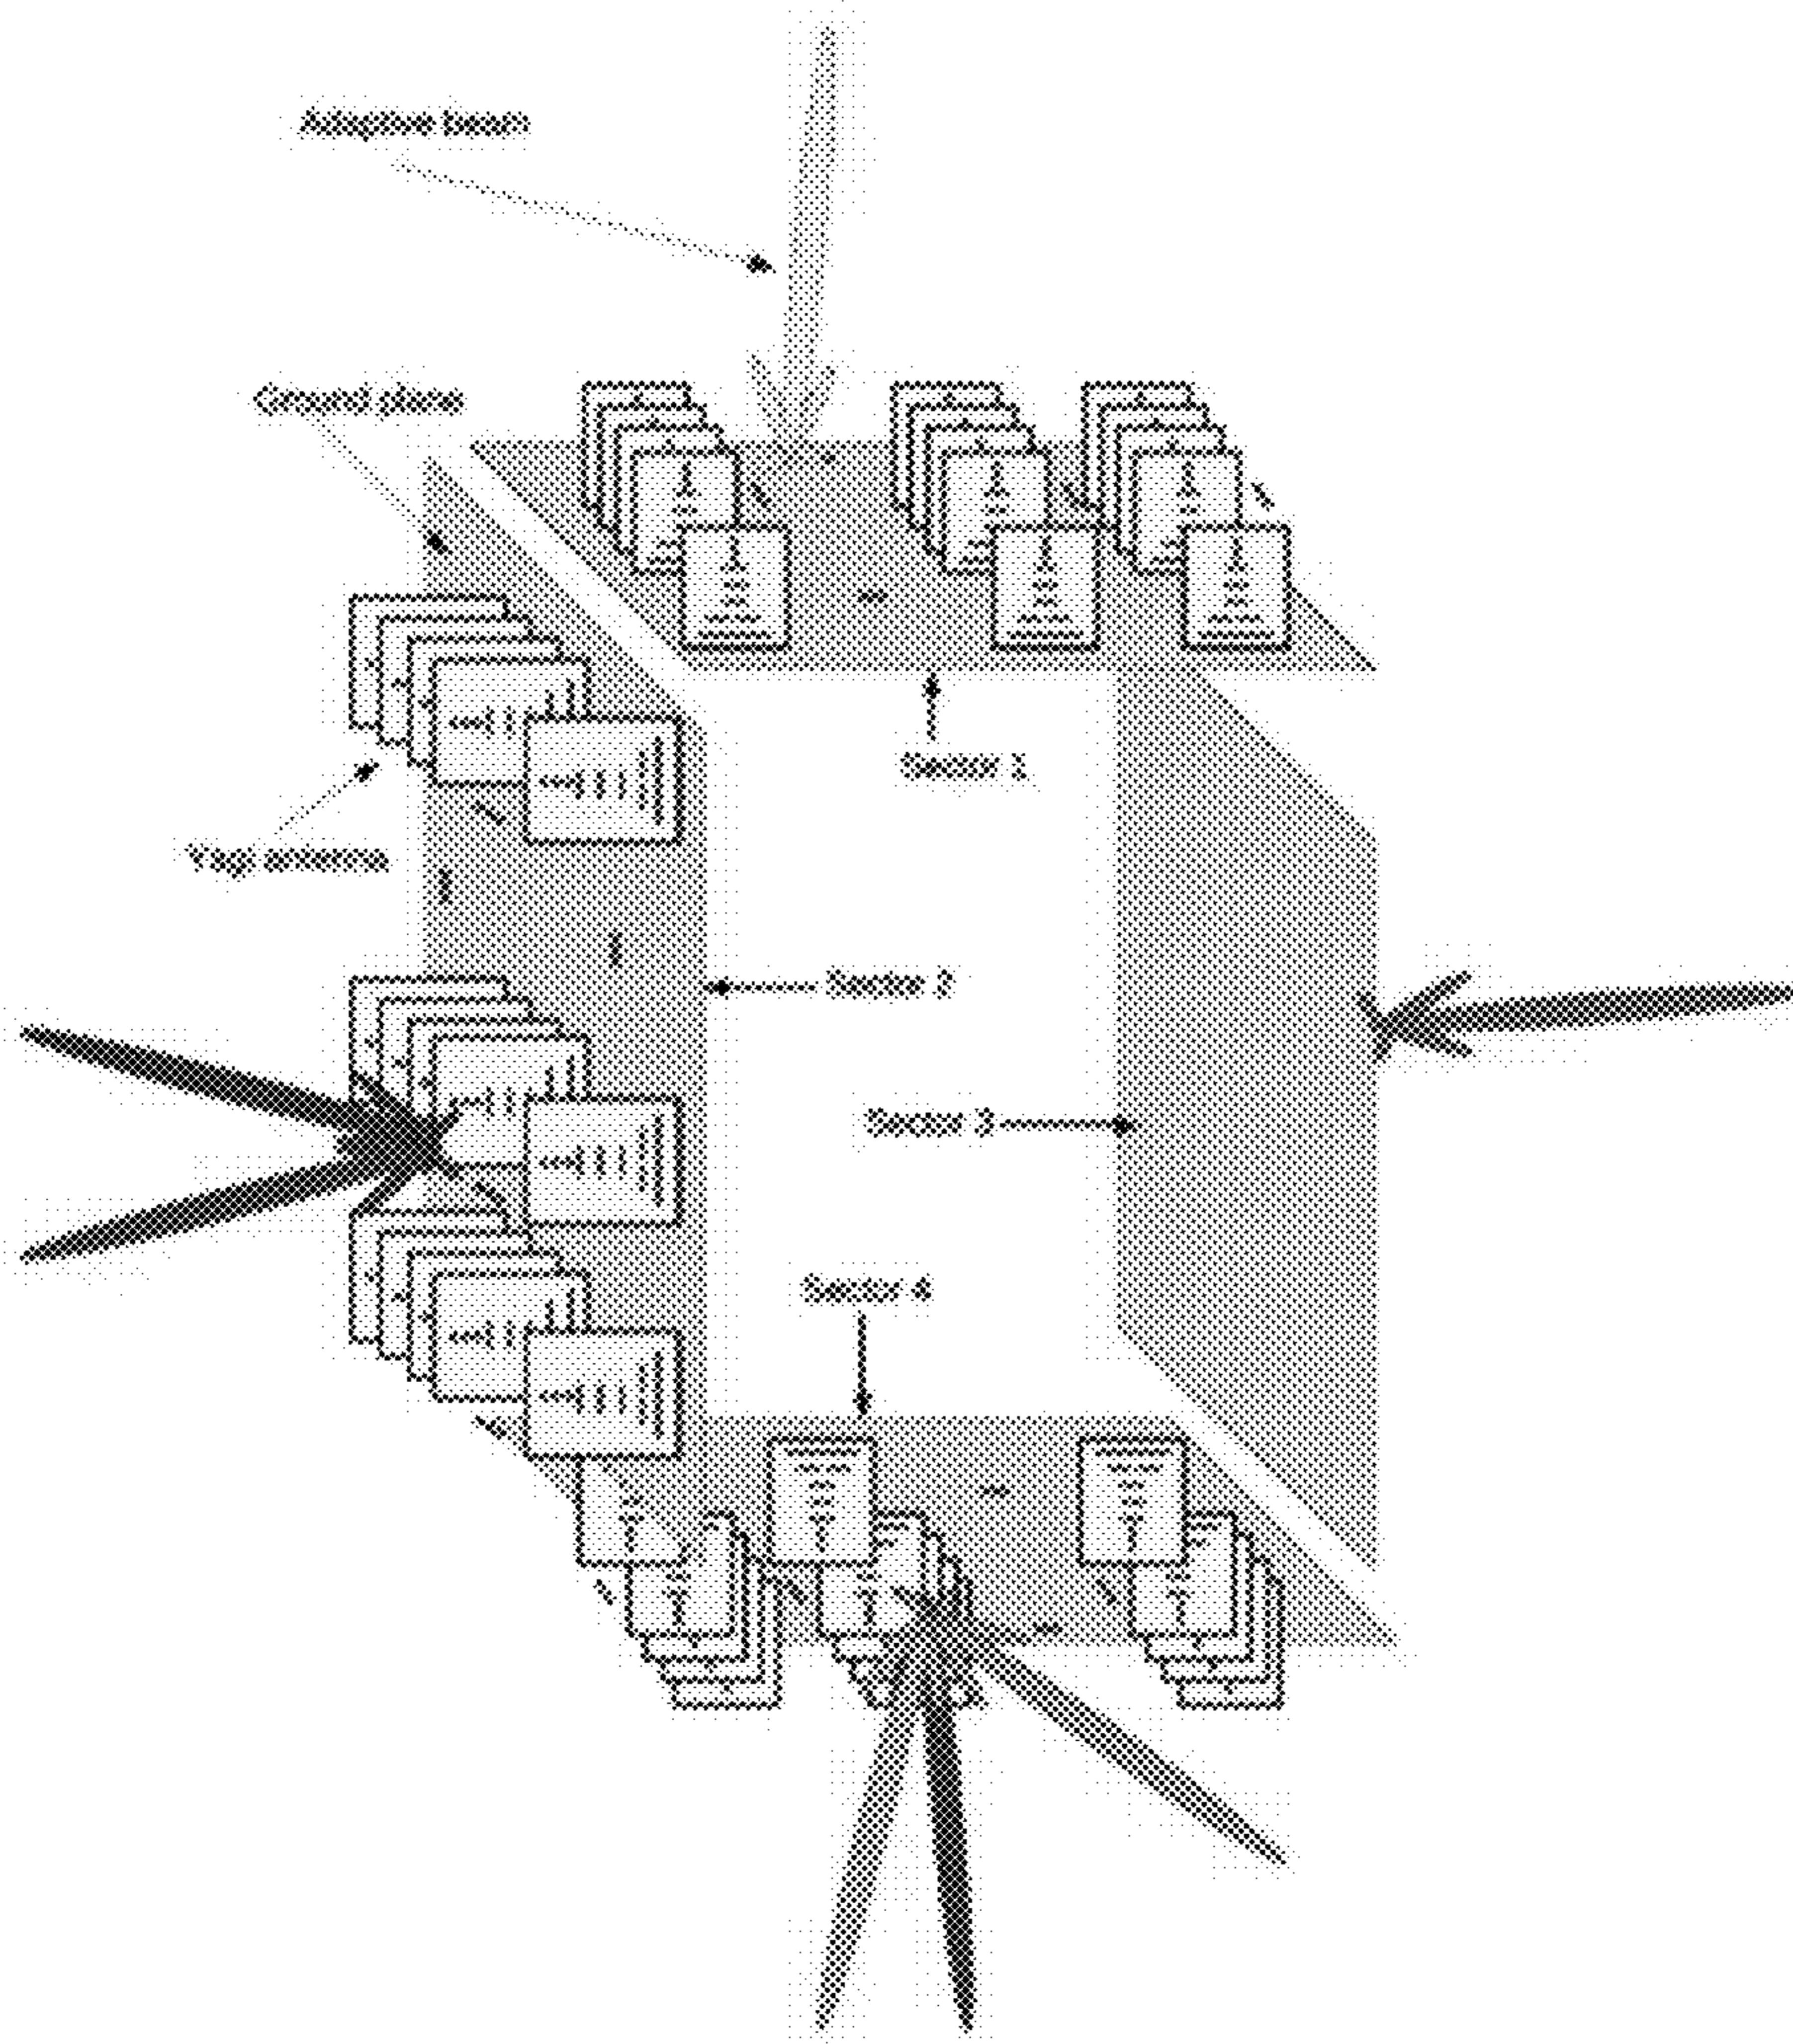 Adaptive beam
Ground plane
Sector 1
Yagi antenna
Sector 2
Sector 3
Sector 4